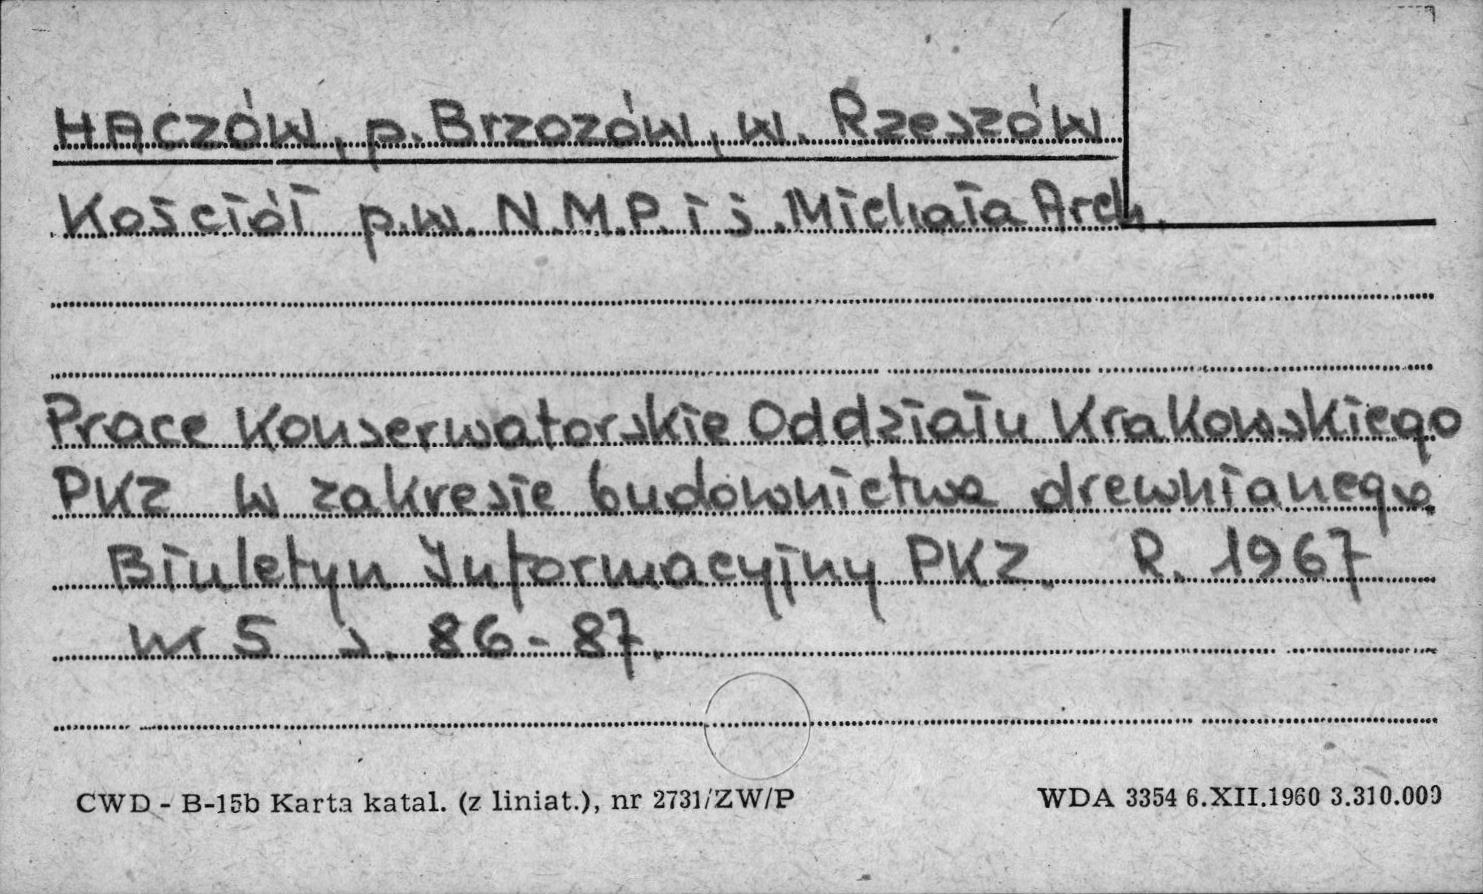 HACZÓW, p. Brzozów, w. Rzeszów
Kościół p.w. N.M.P. i ś. Michała Arch.
Prace Konserwatorskie Oddziału Krakowskiego
PKZ w zakresie budownictwa drewnianego.
Biuletyn Informacyjny PKZ. R. 1967
nr 5 s. 86-87.
CWD - B-15b Karta katal. (z liniat.), nr 2731/ZW/P
WDA 3354 6.XII.1960 3.310.000